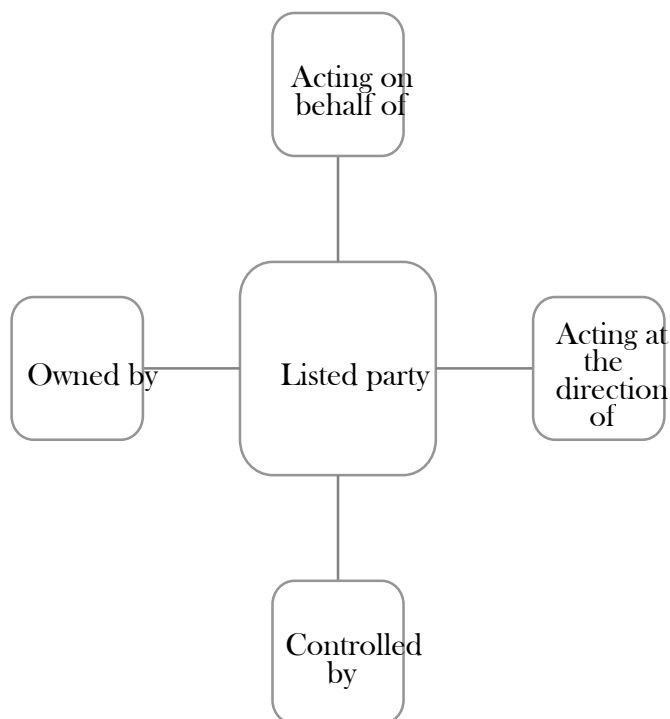 Acting on
behalf of
Owned by
Listed party
Acting at
the
direction
of
Controlled
by